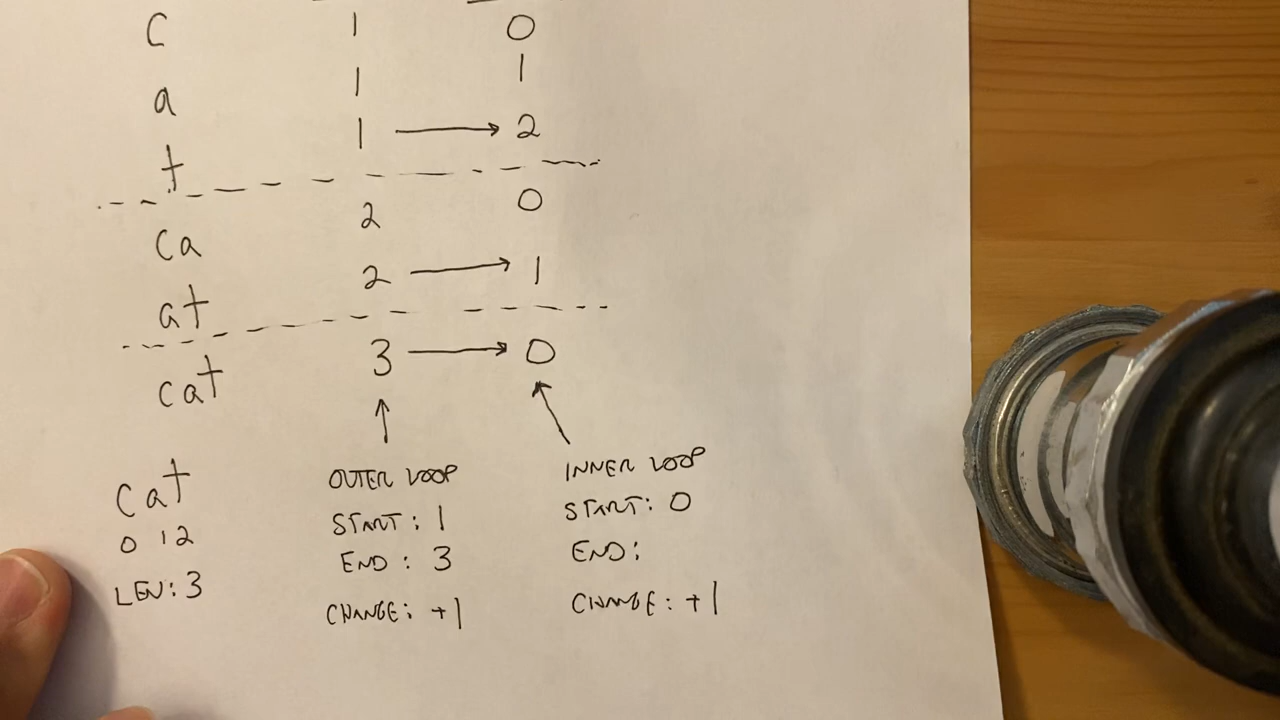 c 1 0
a 1 1
t 1 → 2
ca 2 0
at 2 → 1
cat 3 → 0
cat
0 1 2
LEN: 3
OUTER LOOP
START: 1
END: 3
CHANGE: +1
INNER LOOP
START: 0
END:
CHANGE: +1